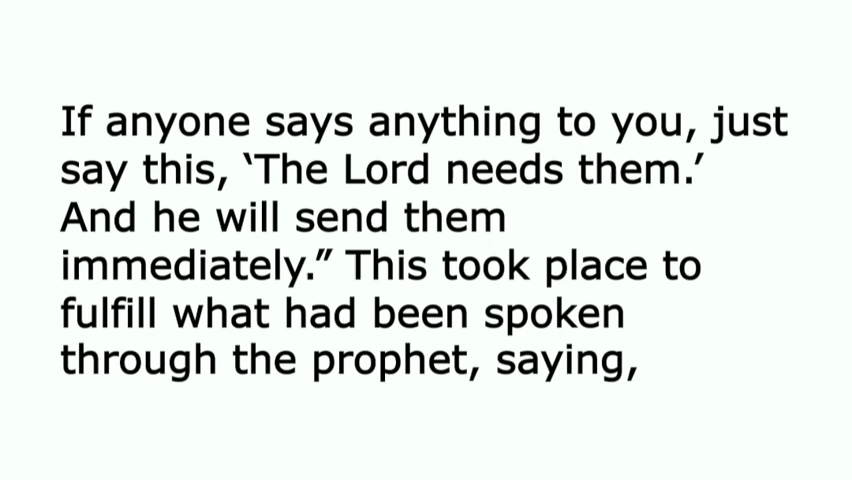 If anyone says anything to you, just
say this, ‘The Lord needs them.’
And he will send them
immediately.” This took place to
fulfill what had been spoken
through the prophet, saying,